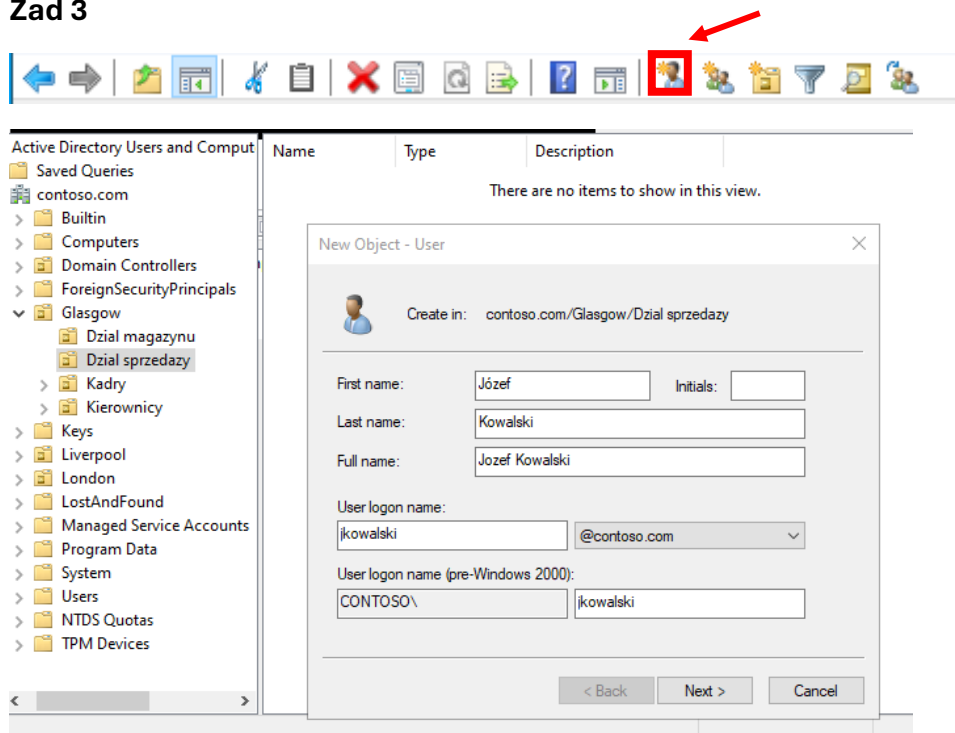 Zad 3
Active Directory Users and Comput
Saved Queries
contoso.com
Builtin
Computers
Domain Controllers
ForeignSecurityPrincipals
Glasgow
Dzial magazynu
Dzial sprzedazy
Kadry
Kierownicy
Keys
Liverpool
London
LostAndFound
Managed Service Accounts
Program Data
System
Users
NTDS Quotas
TPM Devices
Name Type Description
There are no items to show in this view.
New Object - User
Create in: contoso.com/Glasgow/Dzial sprzedazy
First name: Józef Initials:
Last name: Kowalski
Full name: Jozef Kowalski
User logon name:
jkowalski @contoso.com
User logon name (pre-Windows 2000):
CONTOSO\ jkowalski
< Back Next > Cancel